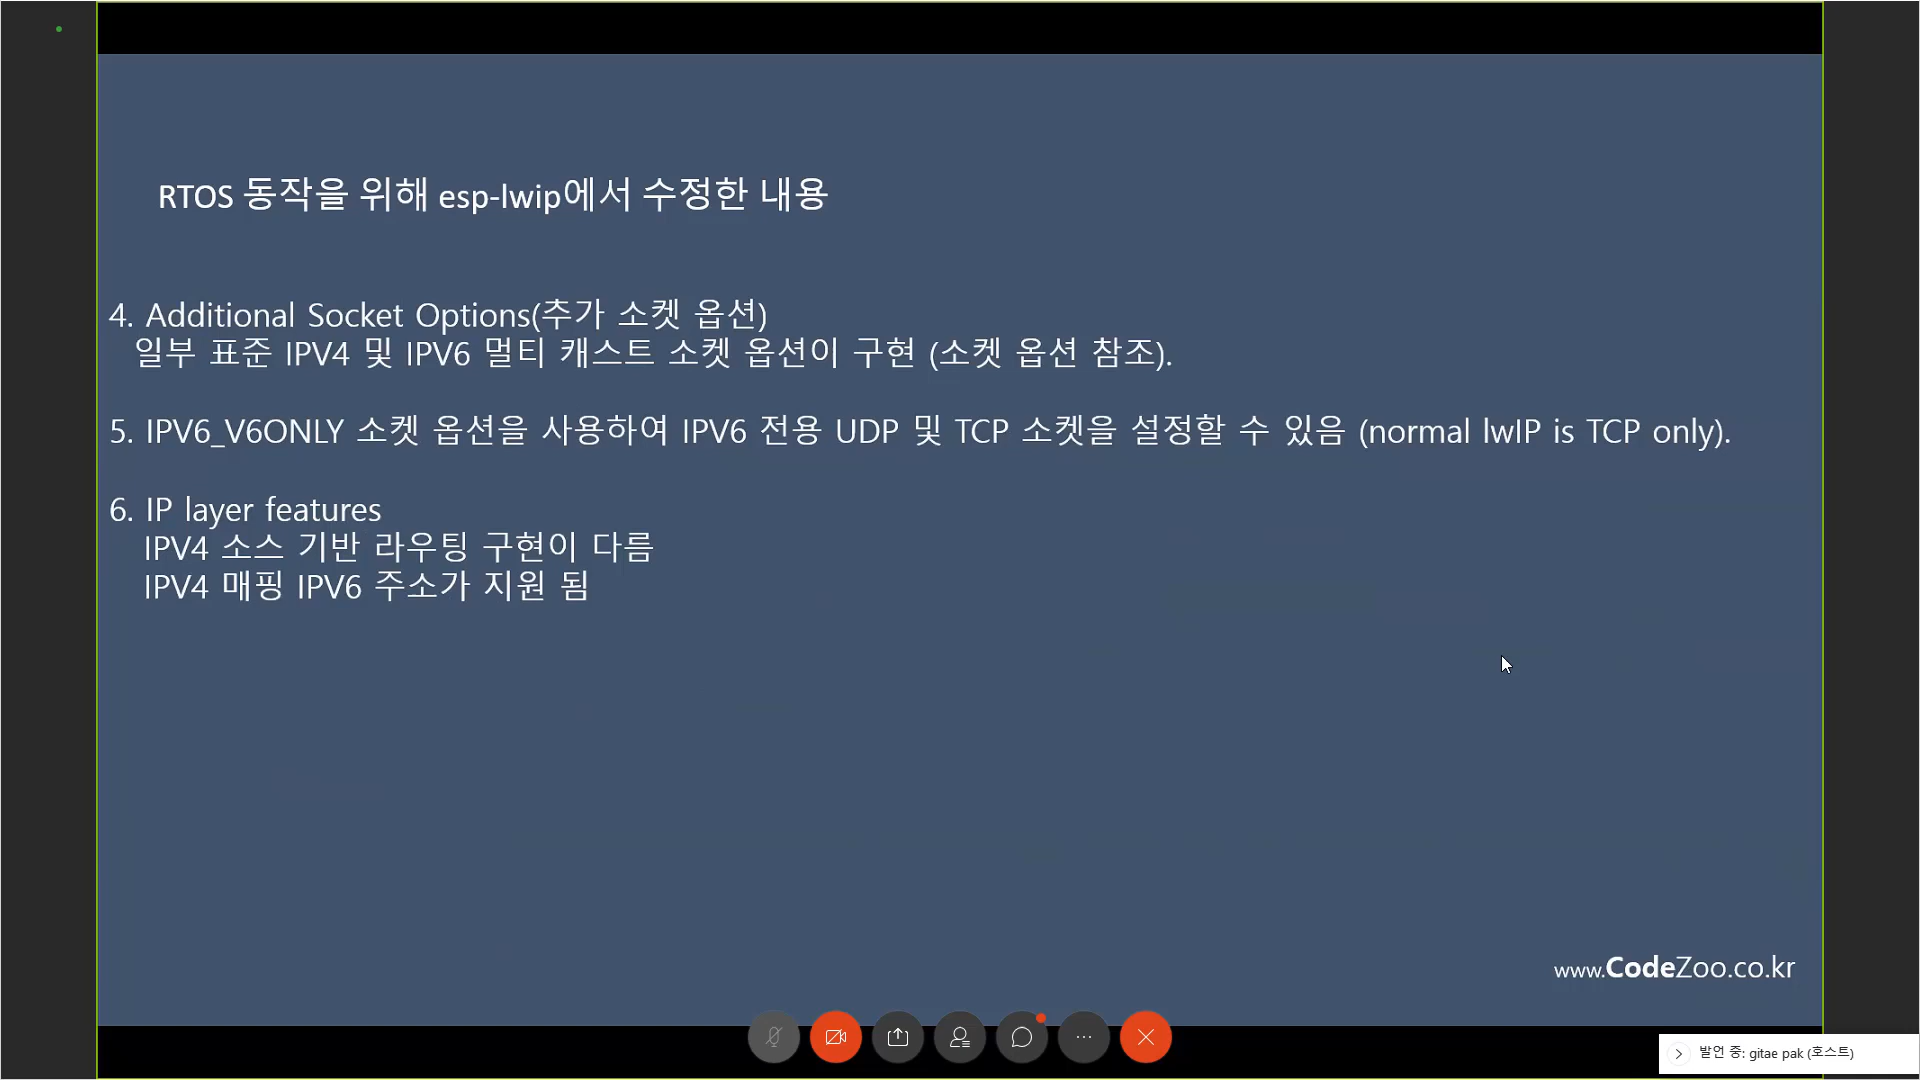 RTOS 동작을 위해 esp-lwip에서 수정한 내용
4. Additional Socket Options(추가 소켓 옵션)
일부 표준 IPV4 및 IPV6 멀티 캐스트 소켓 옵션이 구현 (소켓 옵션 참조).
5. IPV6_V6ONLY 소켓 옵션을 사용하여 IPV6 전용 UDP 및 TCP 소켓을 설정할 수 있음 (normal lwIP is TCP only).
6. IP layer features
IPV4 소스 기반 라우팅 구현이 다름
IPV4 매핑 IPV6 주소가 지원 됨
www.CodeZoo.co.kr
발언 중: gitae pak (호스트)